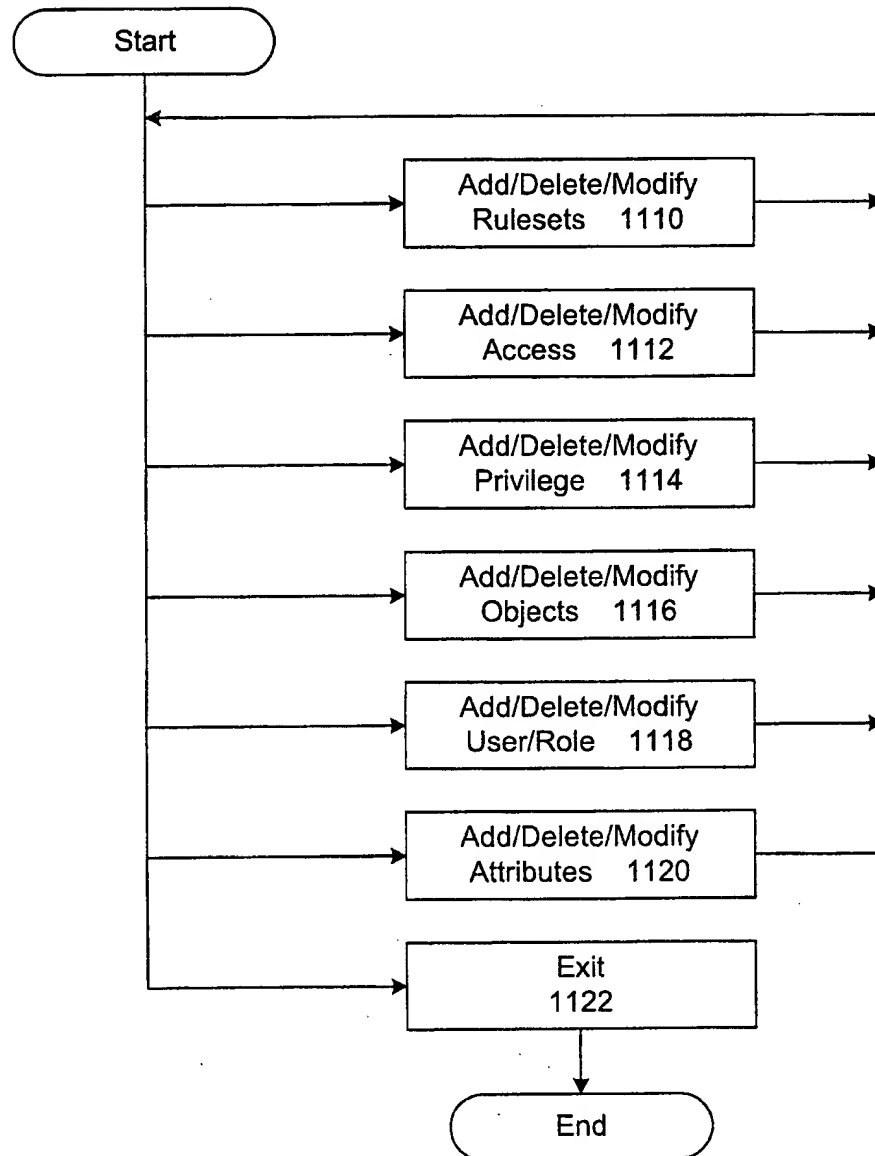 Start
Add/Delete/Modify
Rulesets 1110
Add/Delete/Modify
Access 1112
Add/Delete/Modify
Privilege 1114
Add/Delete/Modify
Objects 1116
Add/Delete/Modify
User/Role 1118
Add/Delete/Modify
Attributes 1120
Exit
1122
End